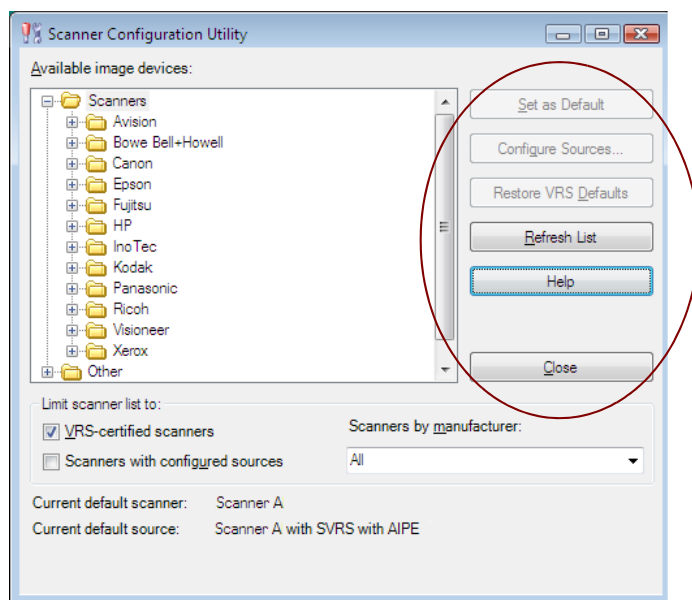 Scanner Configuration Utility
Available image devices:
Scanners
Avision
Bowe Bell+Howell
Canon
Epson
Fujitsu
HP
InoTec
Kodak
Panasonic
Ricoh
Visioneer
Xerox
Other
Set as Default
Configure Sources...
Restore VRS Defaults
Refresh List
Help
Close
Limit scanner list to:
VRS-certified scanners
Scanners with configured sources
Scanners by manufacturer:
All
Current default scanner: Scanner A
Current default source: Scanner A with SVRS with AIPE